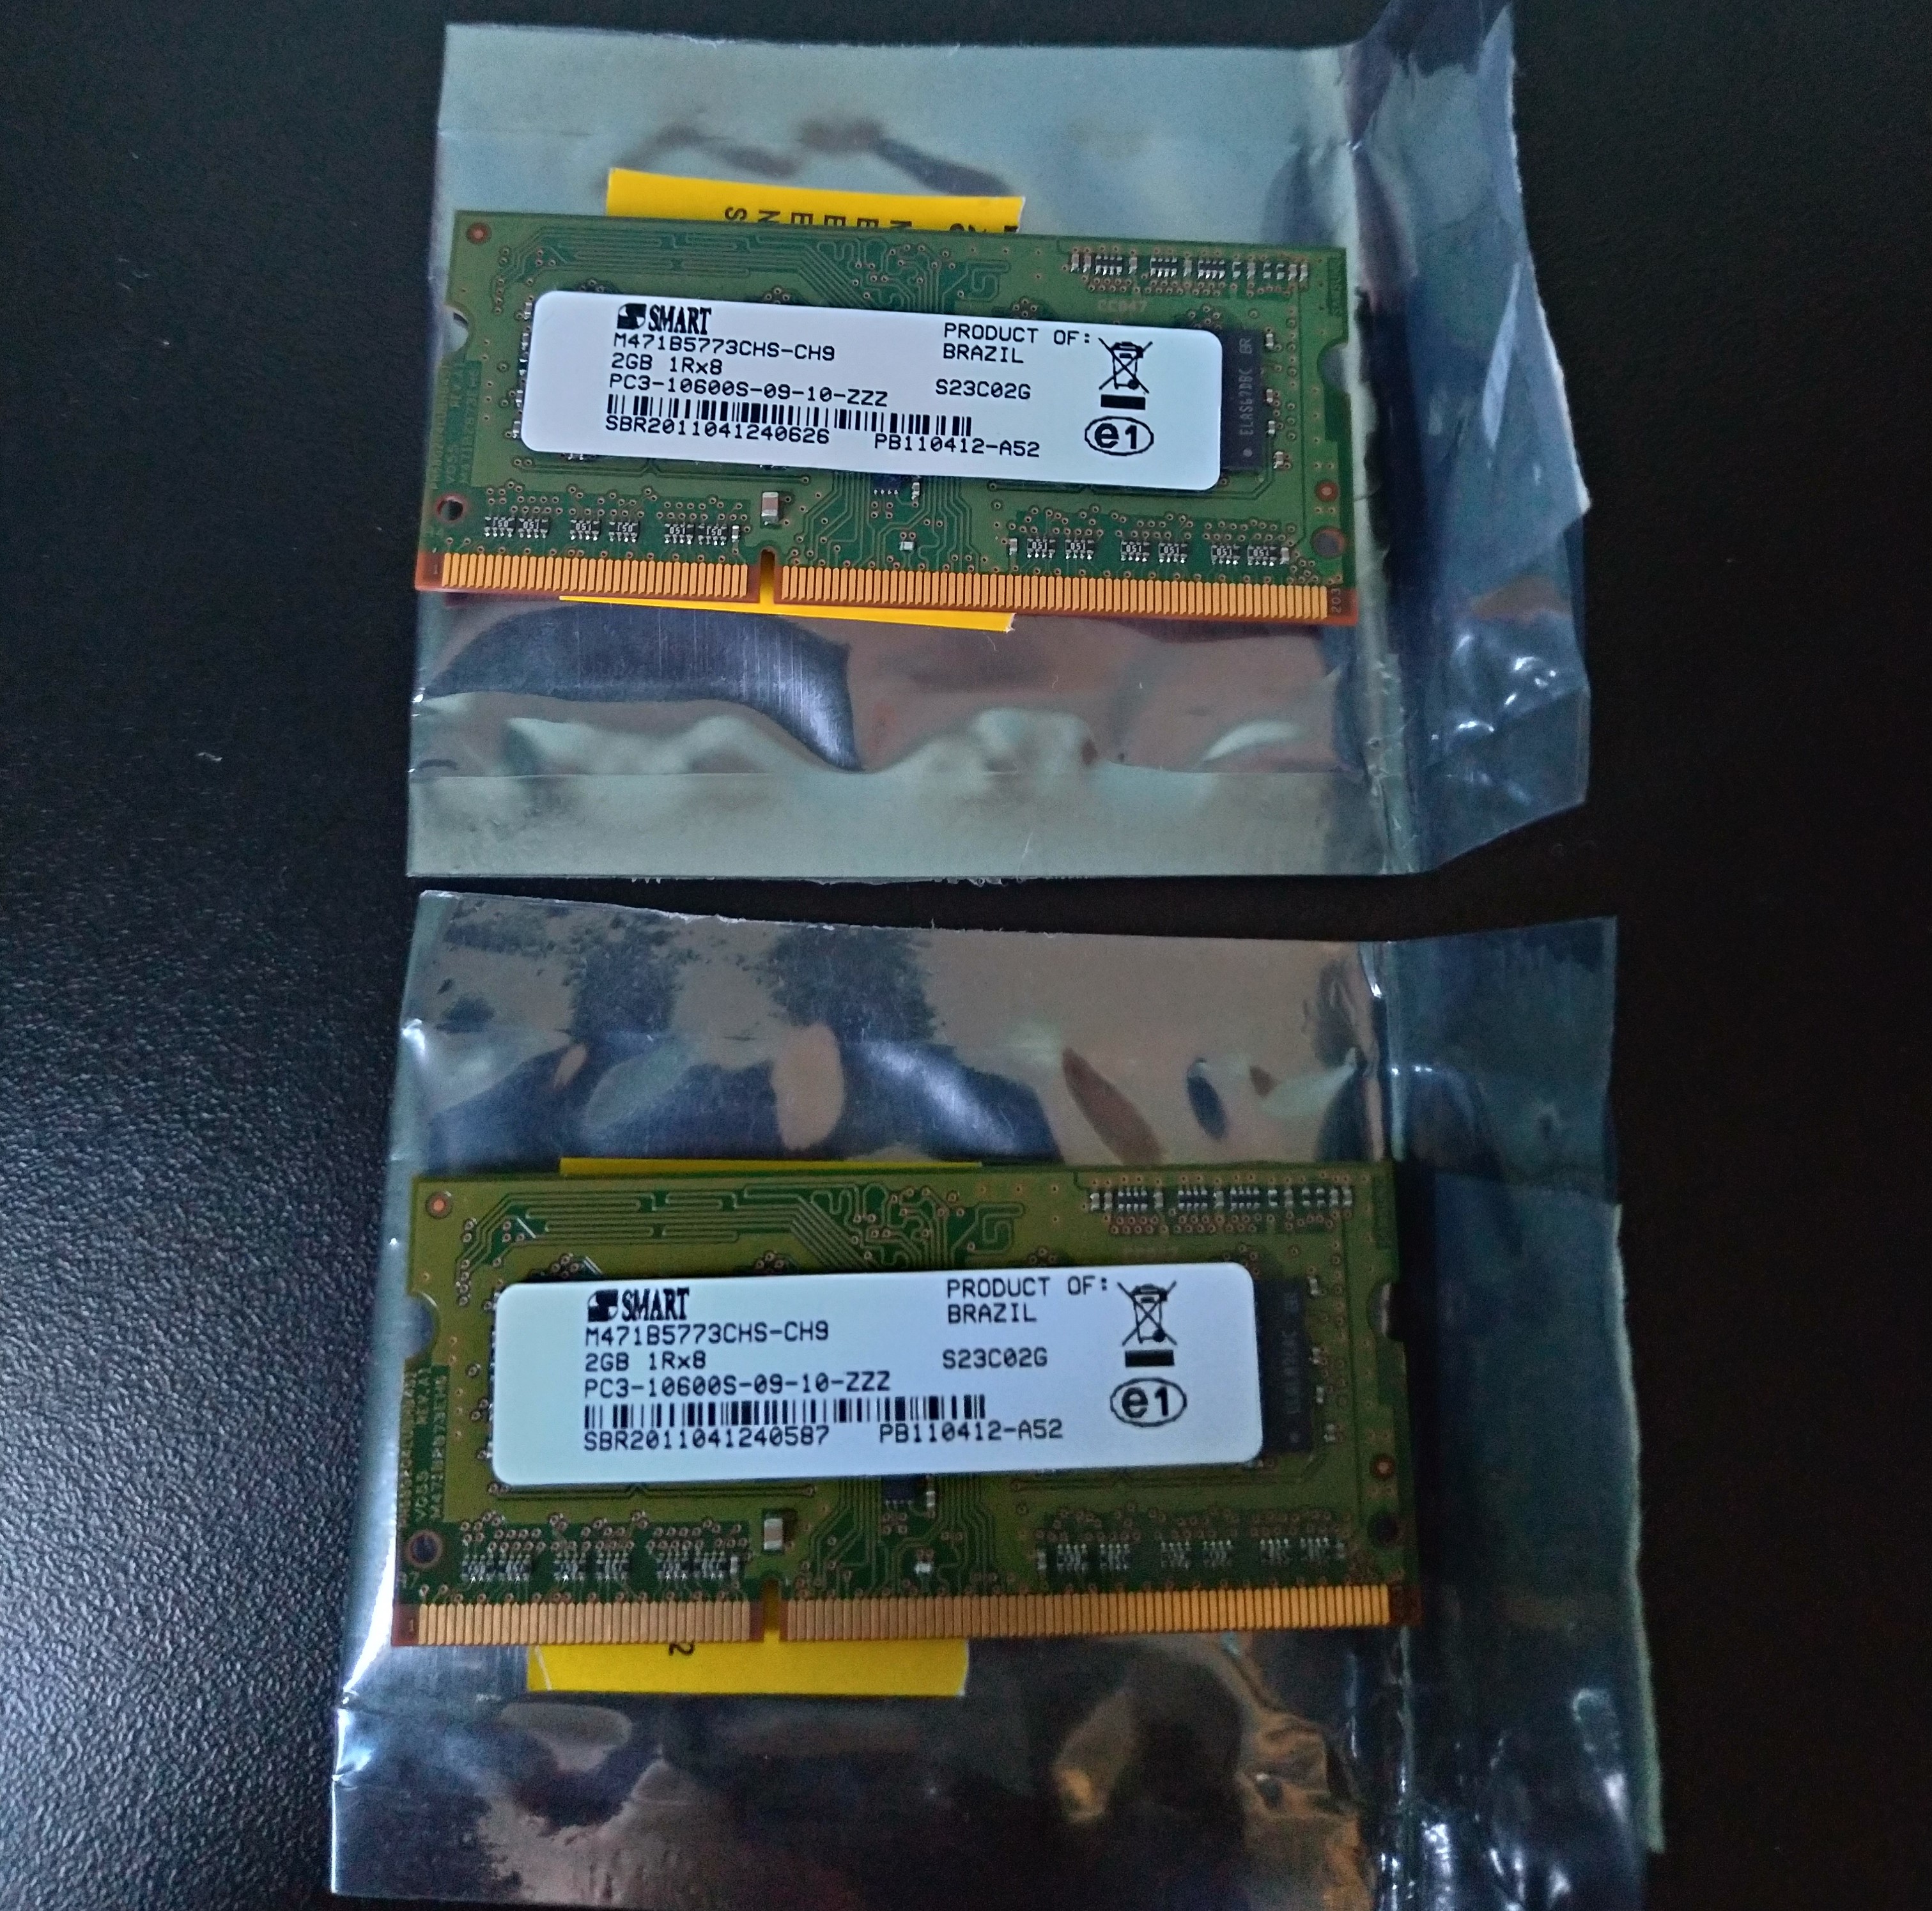 SMART
M471B5773CHS-CH9
2GB 1Rx8
PC3-10600S-09-10-ZZZ
SBR2011041240626 PB110412-A52
PRODUCT OF:
BRAZIL
S23C02G
e1
SMART
M471B5773CHS-CH9
2GB 1Rx8
PC3-10600S-09-10-ZZZ
SBR2011041240587 PB110412-A52
PRODUCT OF:
BRAZIL
S23C02G
e1
2